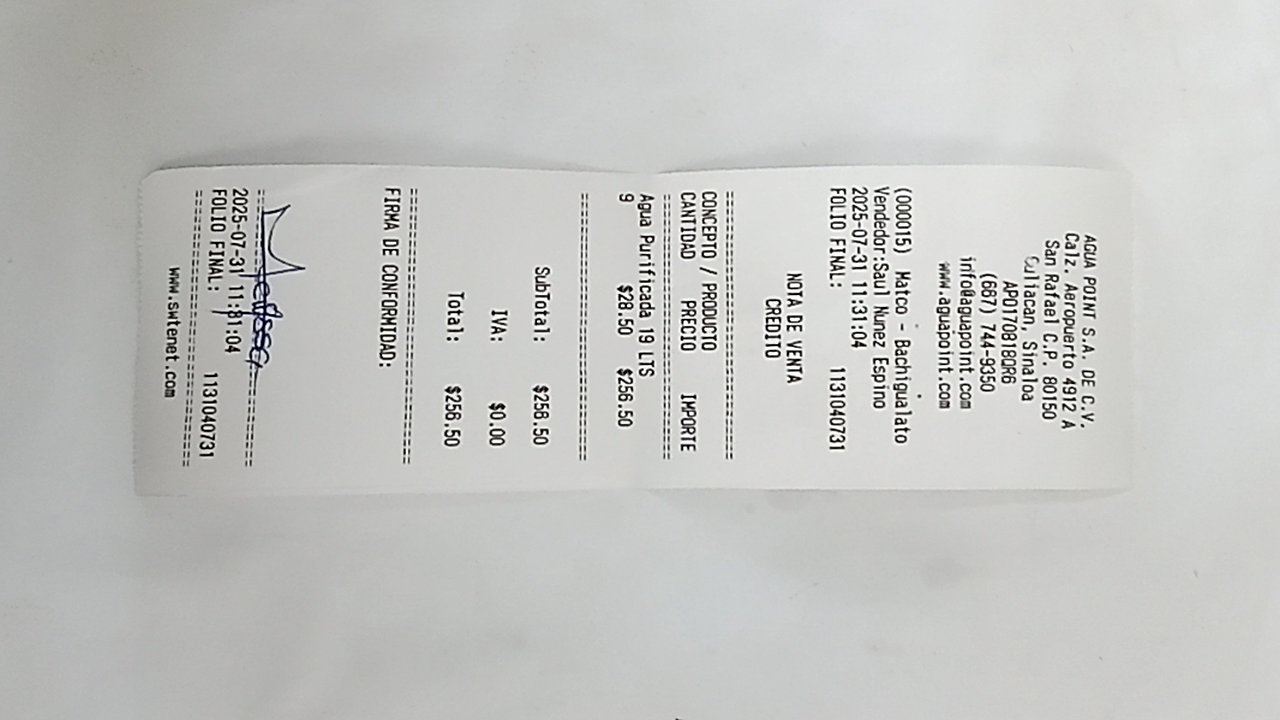 AGUA POINT S.A. DE C.V.
Calz. Aeropuerto 4912 A
San Rafael C.P. 80150
Culiacan, Sinaloa
APO170818QR6
(667) 744-9350
info@aguapoint.com
www.aguapoint.com
NOTA DE VENTA
CREDITO
(000015) Matco - Bachigualato
Vendedor:Saul Nunez Espino
2025-07-31 11:31:04
FOLIO FINAL: 1131040731
CONCEPTO / PRODUCTO
CANTIDAD PRECIO IMPORTE
Agua Purificada 19 LTS
9 $28.50 $256.50
SubTotal: $256.50
IVA: $0.00
Total: $256.50
FIRMA DE CONFORMIDAD:
Melissa
2025-07-31 11:31:04
FOLIO FINAL: 1131040731
www.swtenet.com